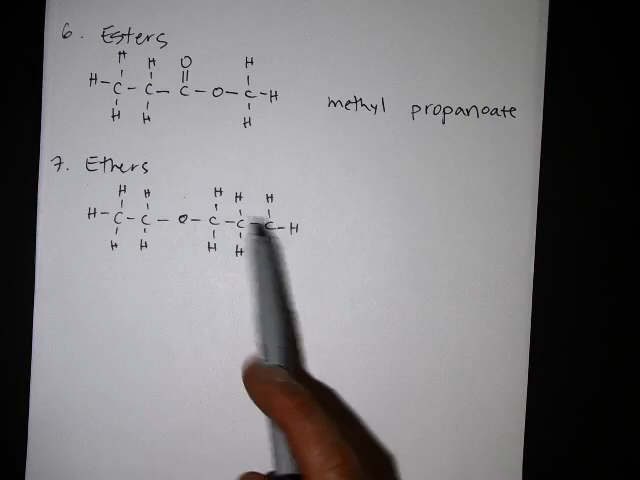 6. Esters
H H O H
H-C-C-C-O-C-H
H H H
methyl propanoate
7. Ethers
H H H H H
H-C-C-O-C-C-C-H
H H H H